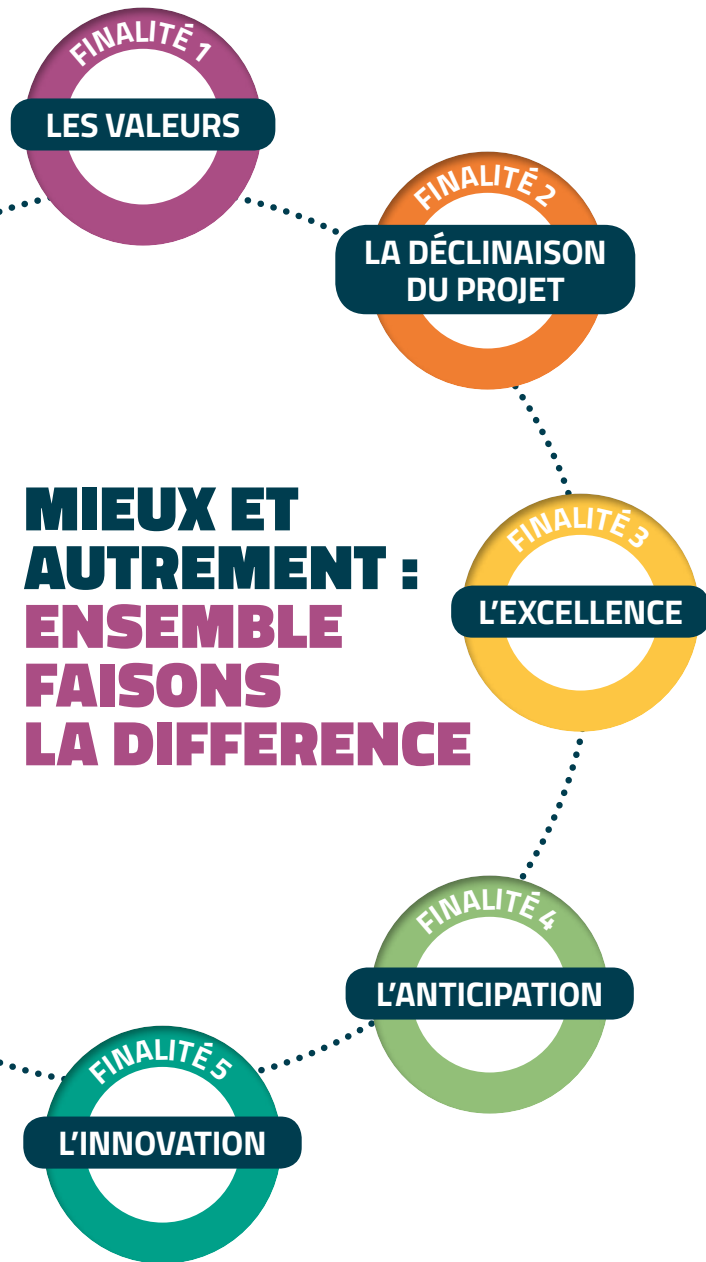 FINALITÉ 1
LES VALEURS
FINALITÉ 2
LA DÉCLINAISON
DU PROJET
MIEUX ET
AUTREMENT :
ENSEMBLE
FAISONS
LA DIFFERENCE
FINALITÉ 3
L'EXCELLENCE
FINALITÉ 4
L'ANTICIPATION
FINALITÉ 5
L'INNOVATION